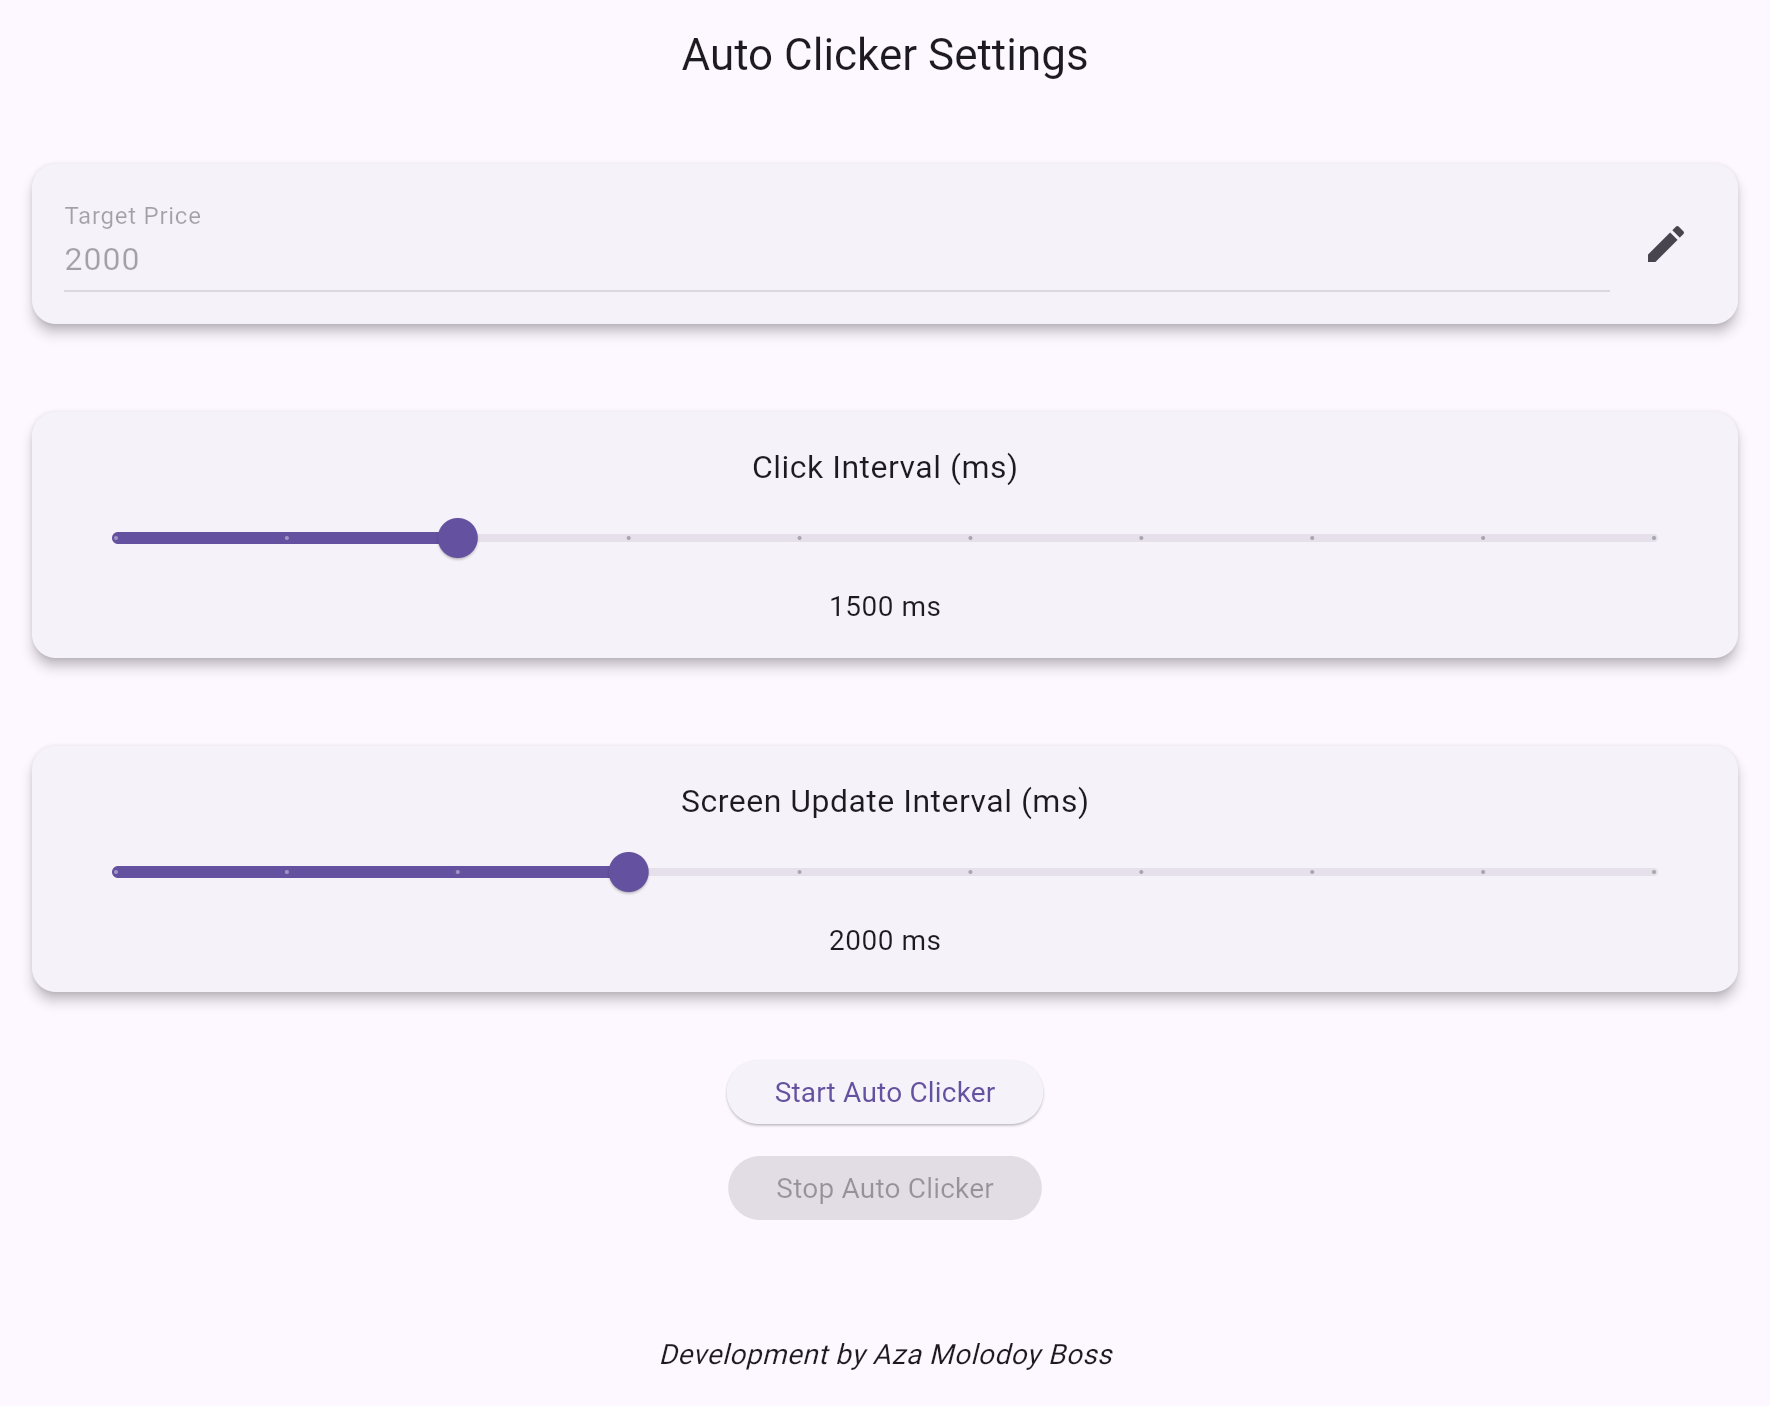 Auto Clicker Settings
Target Price
2000
Click Interval (ms)
1500 ms
Screen Update Interval (ms)
2000 ms
Start Auto Clicker
Stop Auto Clicker
Development by Aza Molodoy Boss